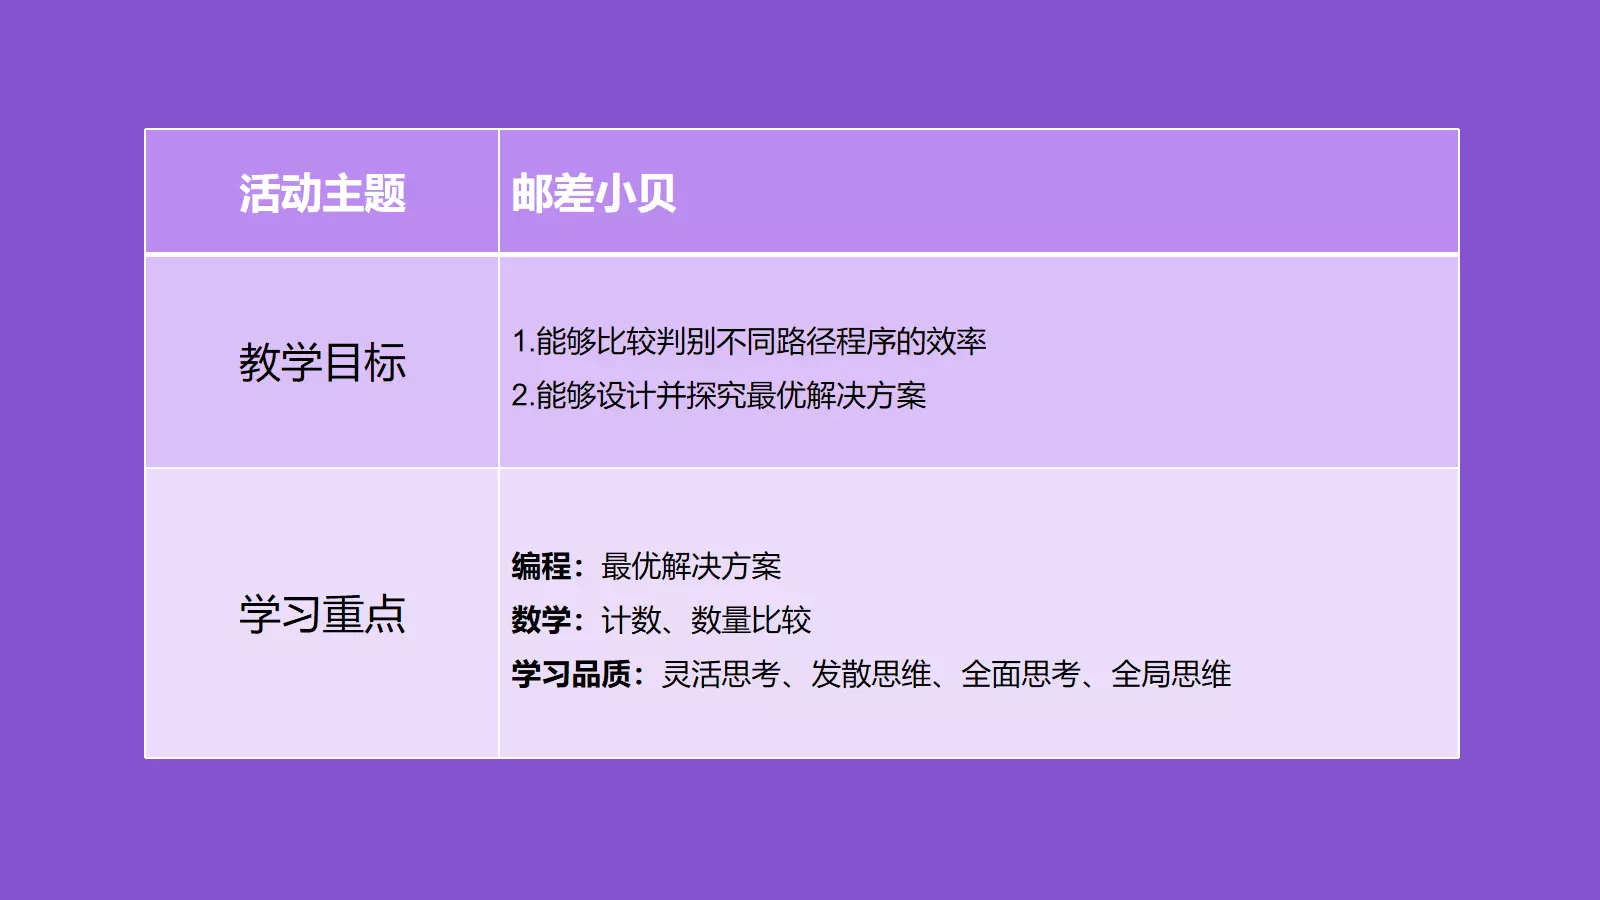 活动主题
邮差小贝
教学目标
1.能够比较判别不同路径程序的效率
2.能够设计并探究最优解决方案
学习重点
编程：最优解决方案
数学：计数、数量比较
学习品质：灵活思考、发散思维、全面思考、全局思维